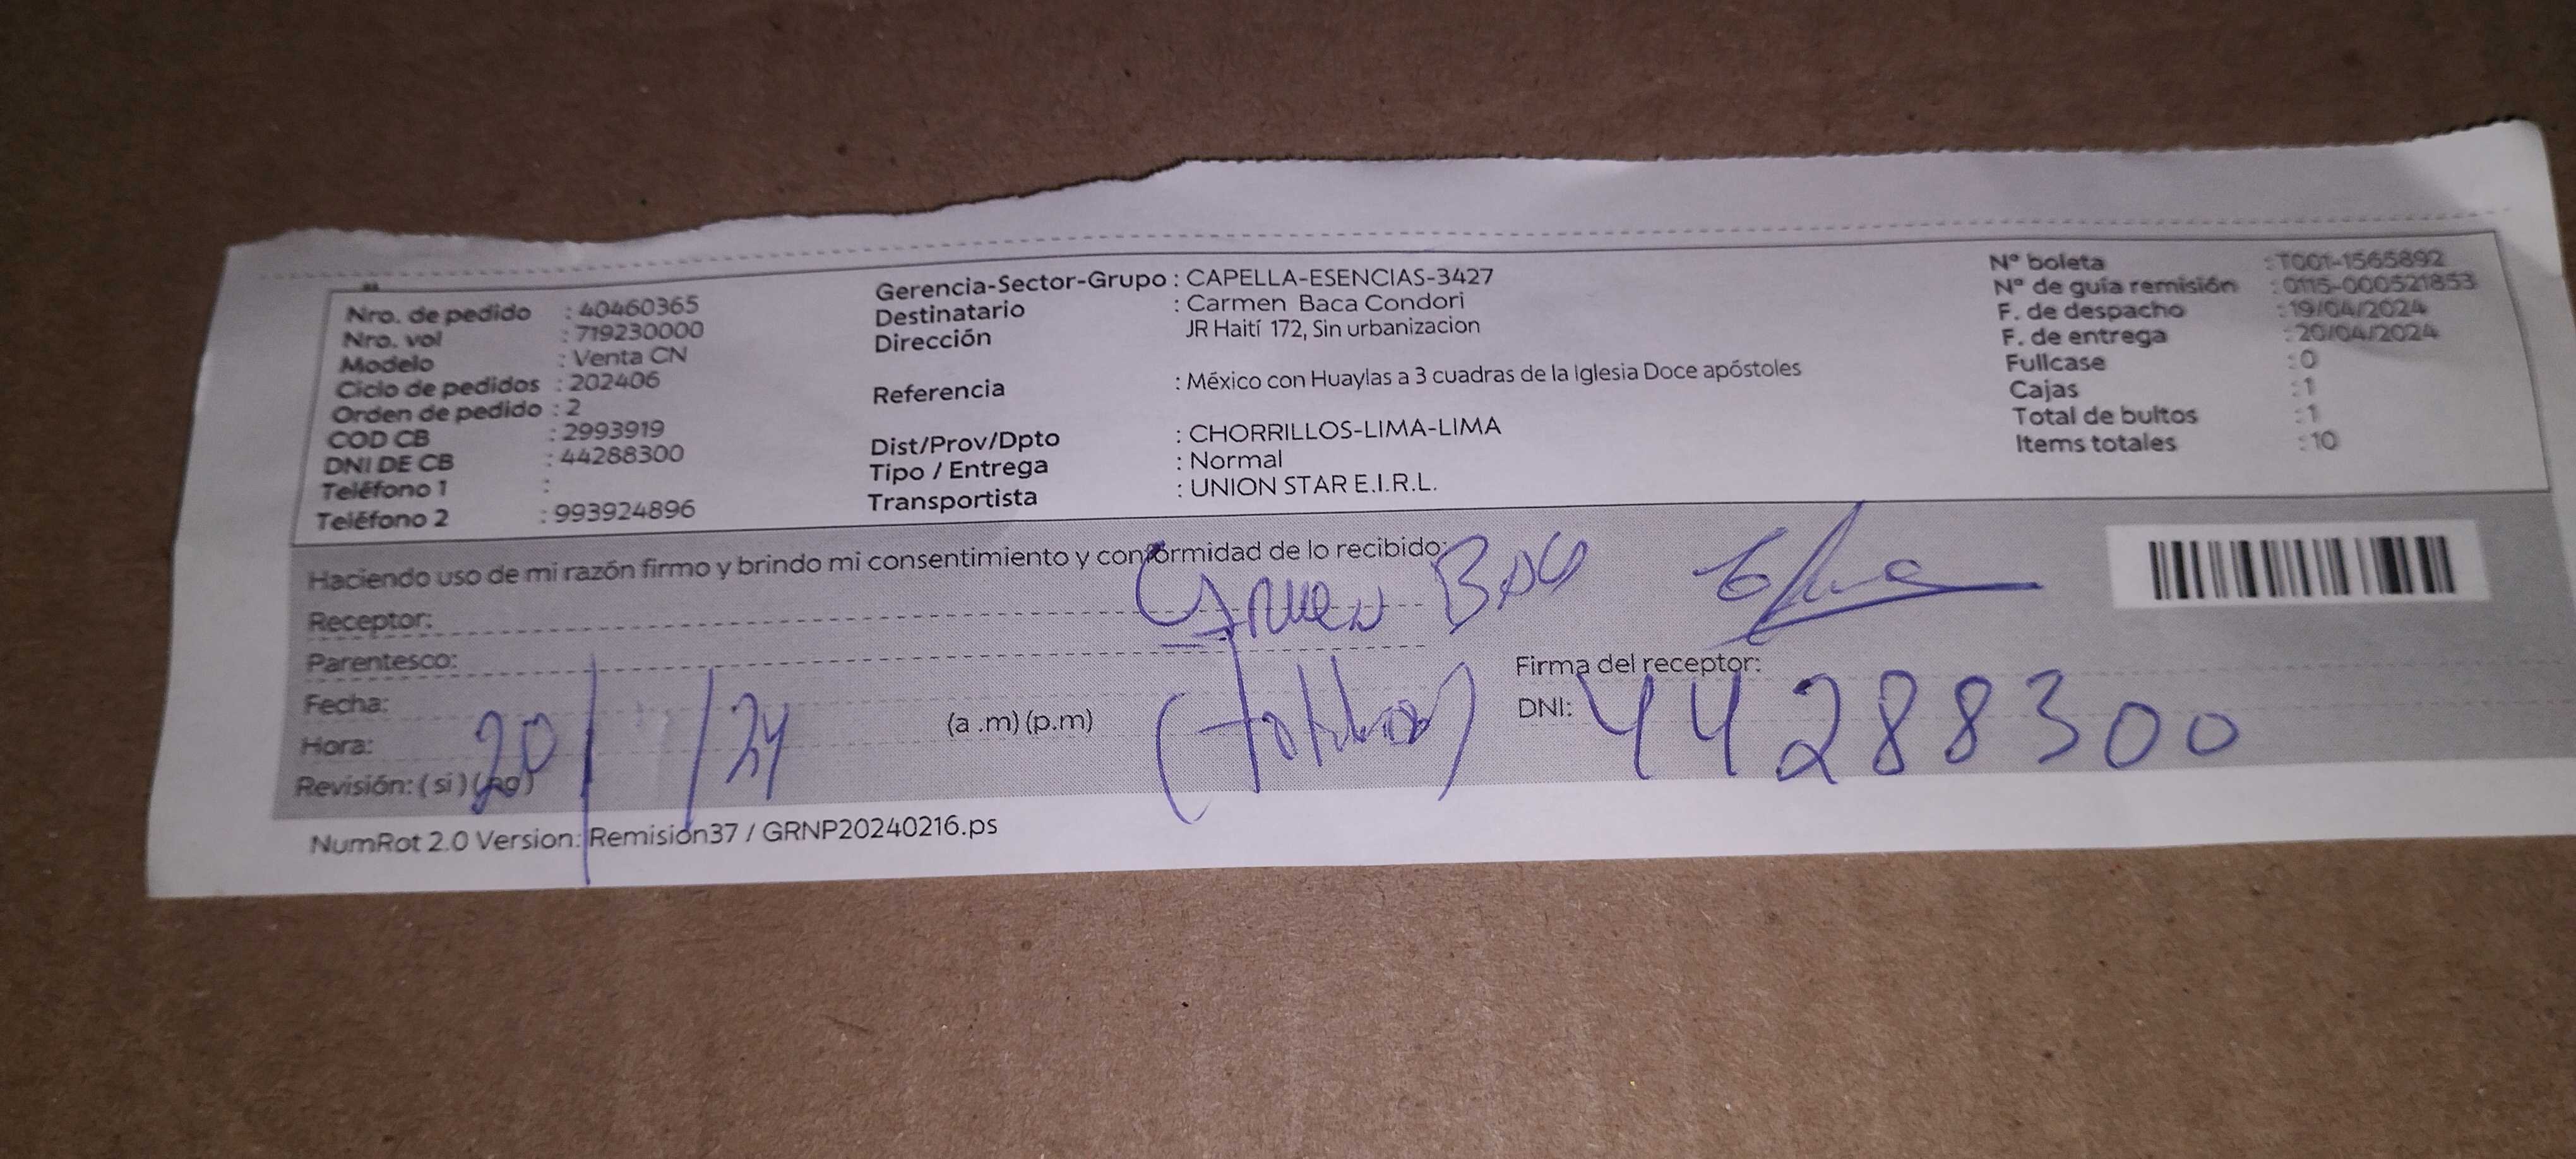 Nro. de pedido : 40460365
Nro. vol : 719230000
Modelo : Venta CN
Ciclo de pedidos : 202406
Orden de pedido : 2
COD CB : 2993919
DNI DE CB : 44288300
Teléfono 1 :
Teléfono 2 : 993924896
Gerencia-Sector-Grupo : CAPELLA-ESENCIAS-3427
Destinatario : Carmen Baca Condori
Dirección JR Haití 172, Sin urbanizacion
Referencia : México con Huaylas a 3 cuadras de la Iglesia Doce apóstoles
Dist/Prov/Dpto : CHORRILLOS-LIMA-LIMA
Tipo / Entrega : Normal
Transportista : UNION STAR E.I.R.L.
N° boleta : T001-1565892
N° de guía remisión : 0115-000521853
F. de despacho : 19/04/2024
F. de entrega : 20/04/2024
Fullcase : 0
Cajas : 1
Total de bultos : 1
Items totales : 10
Haciendo uso de mi razón firmo y brindo mi consentimiento y conformidad de lo recibido:
Receptor: Carmen
Parentesco:
Firma del receptor:
Fecha: 20/ /24
Hora: (a .m) (p.m)
DNI: 44288300
Revisión: ( si ) ( no )
NumRot 2.0 Version: Remision37 / GRNP20240216.ps